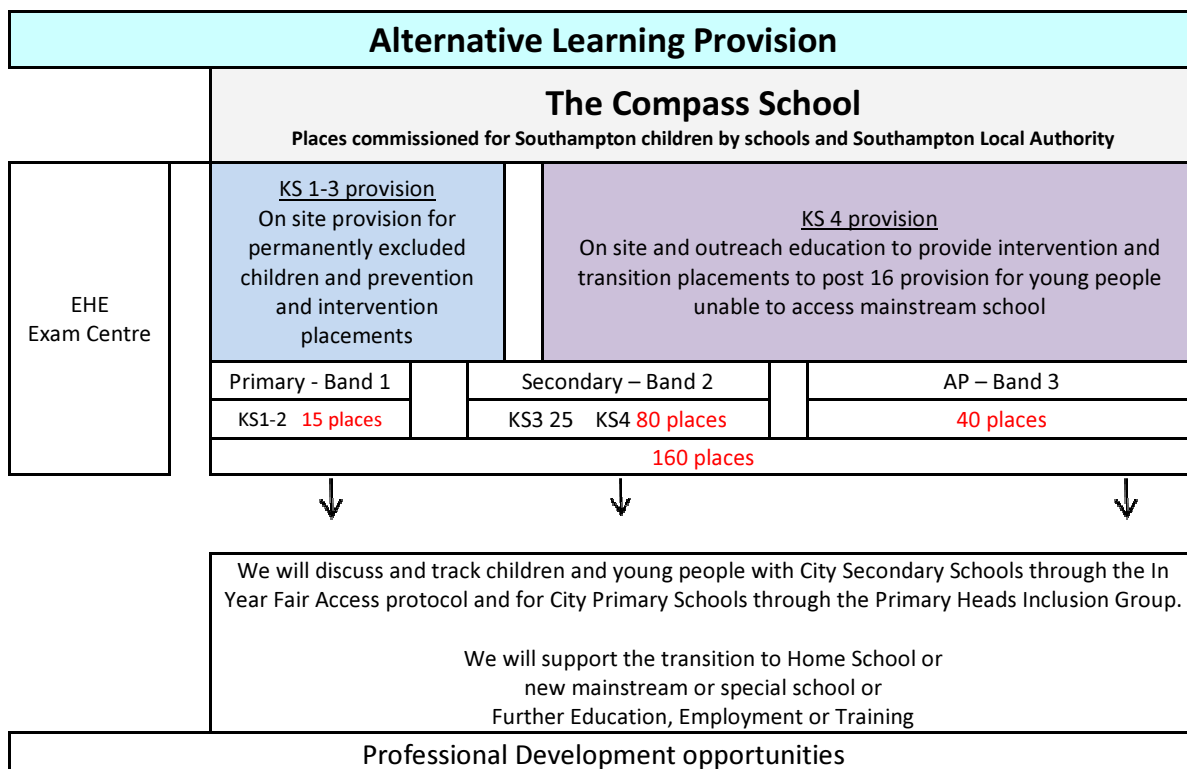 Alternative Learning Provision
The Compass School
Places commissioned for Southampton children by schools and Southampton Local Authority
EHE
Exam Centre
KS 1-3 provision
On site provision for
permanently excluded
children and prevention
and intervention
placements
KS 4 provision
On site and outreach education to provide intervention and
transition placements to post 16 provision for young people
unable to access mainstream school
Primary - Band 1
Secondary – Band 2
AP – Band 3
KS1-2 15 places
KS3 25 KS4 80 places
40 places
160 places
We will discuss and track children and young people with City Secondary Schools through the In
Year Fair Access protocol and for City Primary Schools through the Primary Heads Inclusion Group.
We will support the transition to Home School or
new mainstream or special school or
Further Education, Employment or Training
Professional Development opportunities